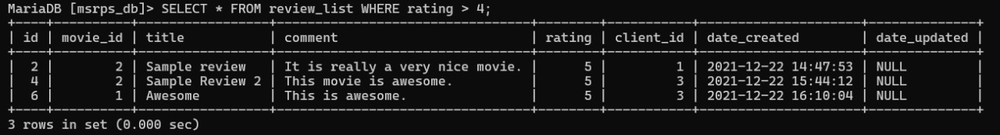 MariaDB [msrps_db]> SELECT * FROM review_list WHERE rating > 4;
+----+----------+------------------+-----------------------------------+--------+-----------+---------------------+--------------+
| id | movie_id | title            | comment                           | rating | client_id | date_created        | date_updated |
+----+----------+------------------+-----------------------------------+--------+-----------+---------------------+--------------+
|  2 |        2 | Sample review    | It is really a very nice movie. |      5 |         1 | 2021-12-22 14:47:53 | NULL         |
|  4 |        2 | Sample Review 2 | This movie is awesome.            |      5 |         3 | 2021-12-22 15:44:12 | NULL         |
|  6 |        1 | Awesome          | This is awesome.                  |      5 |         3 | 2021-12-22 16:10:04 | NULL         |
+----+----------+------------------+-----------------------------------+--------+-----------+---------------------+--------------+
3 rows in set (0.000 sec)